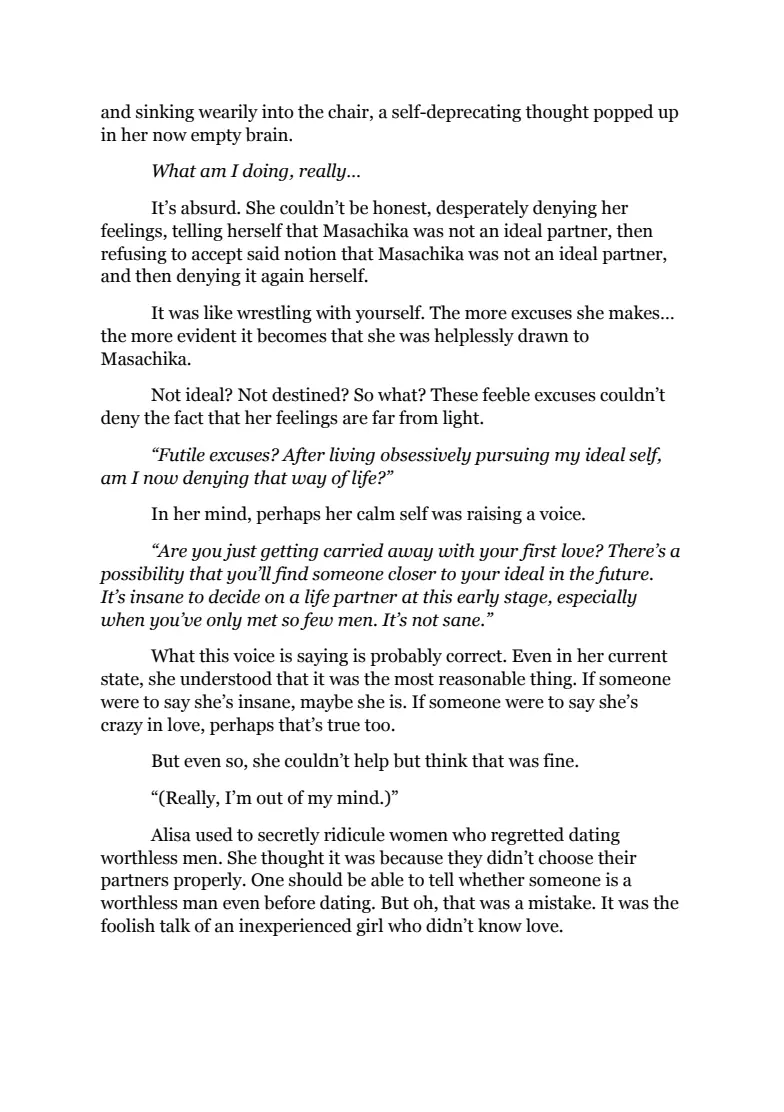 and sinking wearily into the chair, a self-deprecating thought popped up
in her now empty brain.
What am I doing, really…
It’s absurd. She couldn’t be honest, desperately denying her
feelings, telling herself that Masachika was not an ideal partner, then
refusing to accept said notion that Masachika was not an ideal partner,
and then denying it again herself.
It was like wrestling with yourself. The more excuses she makes…
the more evident it becomes that she was helplessly drawn to
Masachika.
Not ideal? Not destined? So what? These feeble excuses couldn’t
deny the fact that her feelings are far from light.
“Futile excuses? After living obsessively pursuing my ideal self,
am I now denying that way of life?”
In her mind, perhaps her calm self was raising a voice.
“Are you just getting carried away with your first love? There’s a
possibility that you’ll find someone closer to your ideal in the future.
It’s insane to decide on a life partner at this early stage, especially
when you’ve only met so few men. It’s not sane.”
What this voice is saying is probably correct. Even in her current
state, she understood that it was the most reasonable thing. If someone
were to say she’s insane, maybe she is. If someone were to say she’s
crazy in love, perhaps that’s true too.
But even so, she couldn’t help but think that was fine.
“(Really, I’m out of my mind.)”
Alisa used to secretly ridicule women who regretted dating
worthless men. She thought it was because they didn’t choose their
partners properly. One should be able to tell whether someone is a
worthless man even before dating. But oh, that was a mistake. It was the
foolish talk of an inexperienced girl who didn’t know love.